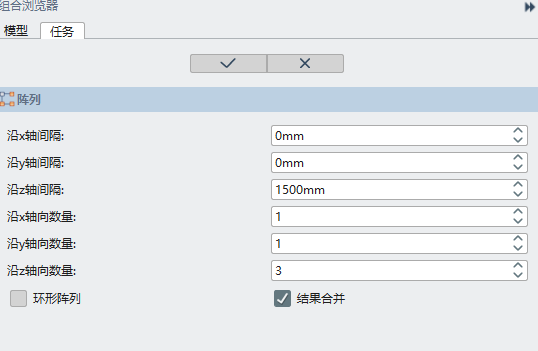 组合浏览器
模型 任务
阵列
沿x轴间隔: 0mm
沿y轴间隔: 0mm
沿z轴间隔: 1500mm
沿x轴向数量: 1
沿y轴向数量: 1
沿z轴向数量: 3
环形阵列 结果合并